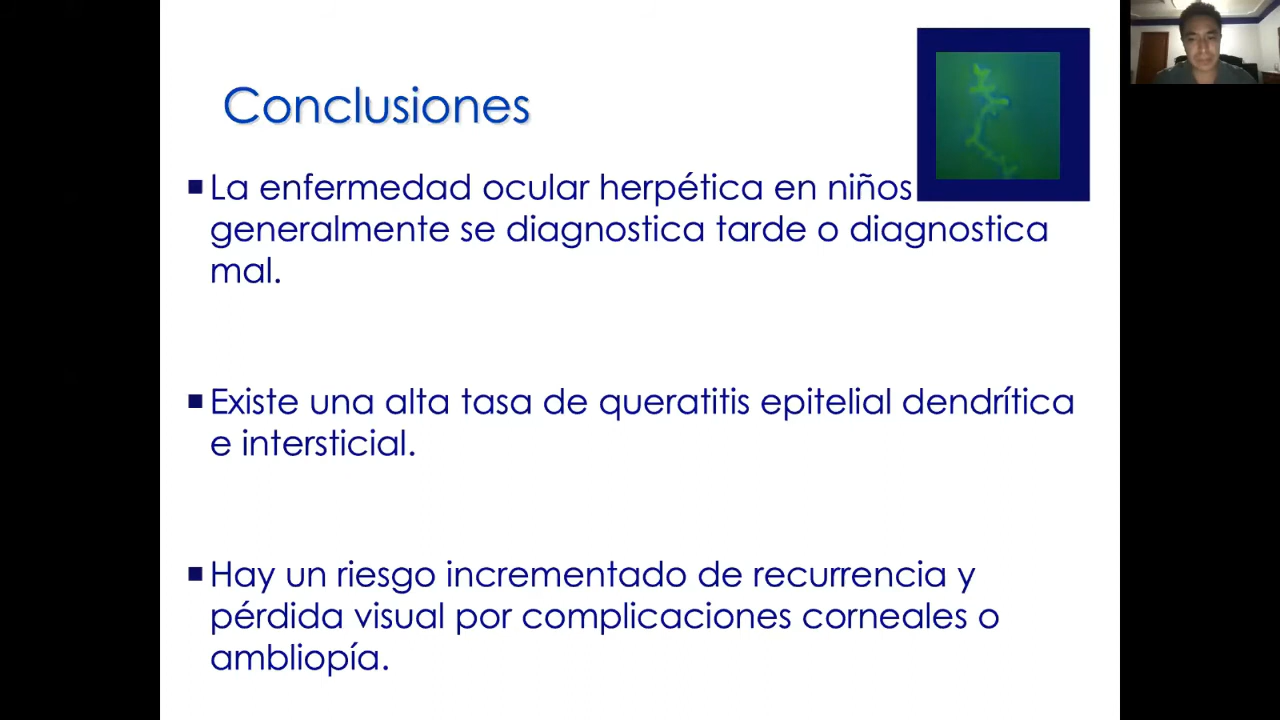 Conclusiones
La enfermedad ocular herpética en niños
generalmente se diagnostica tarde o diagnostica
mal.
Existe una alta tasa de queratitis epitelial dendrítica
e intersticial.
Hay un riesgo incrementado de recurrencia y
pérdida visual por complicaciones corneales o
ambliopía.